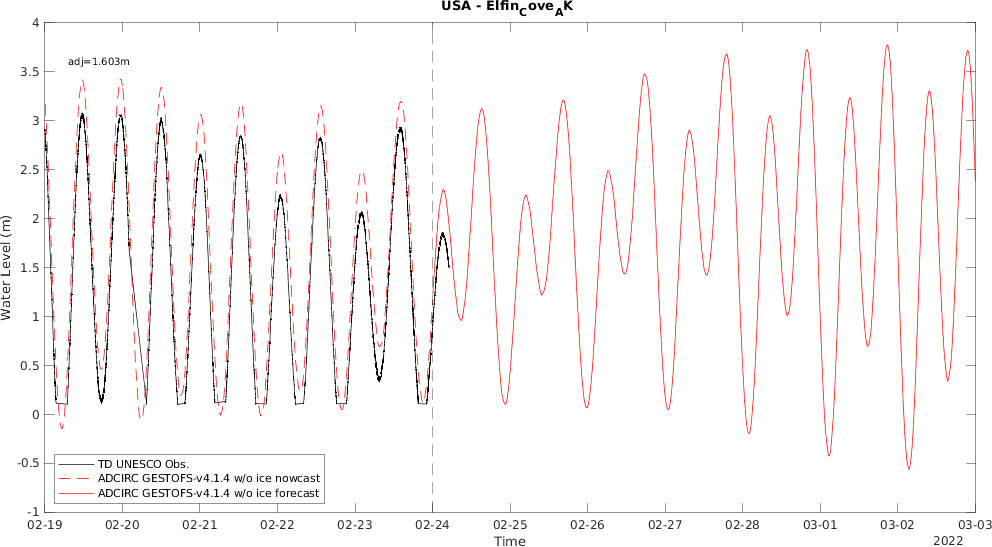 USA - ElfinCoveAK
adj=1.603m
Water Level (m)
4
3.5
3
2.5
2
1.5
1
0.5
0
-0.5
-1
TD UNESCO Obs.
ADCIRC GESTOFS-v4.1.4 w/o ice nowcast
ADCIRC GESTOFS-v4.1.4 w/o ice forecast
02-19 02-20 02-21 02-22 02-23 02-24 02-25 02-26 02-27 02-28 03-01 03-02 03-03
Time
2022